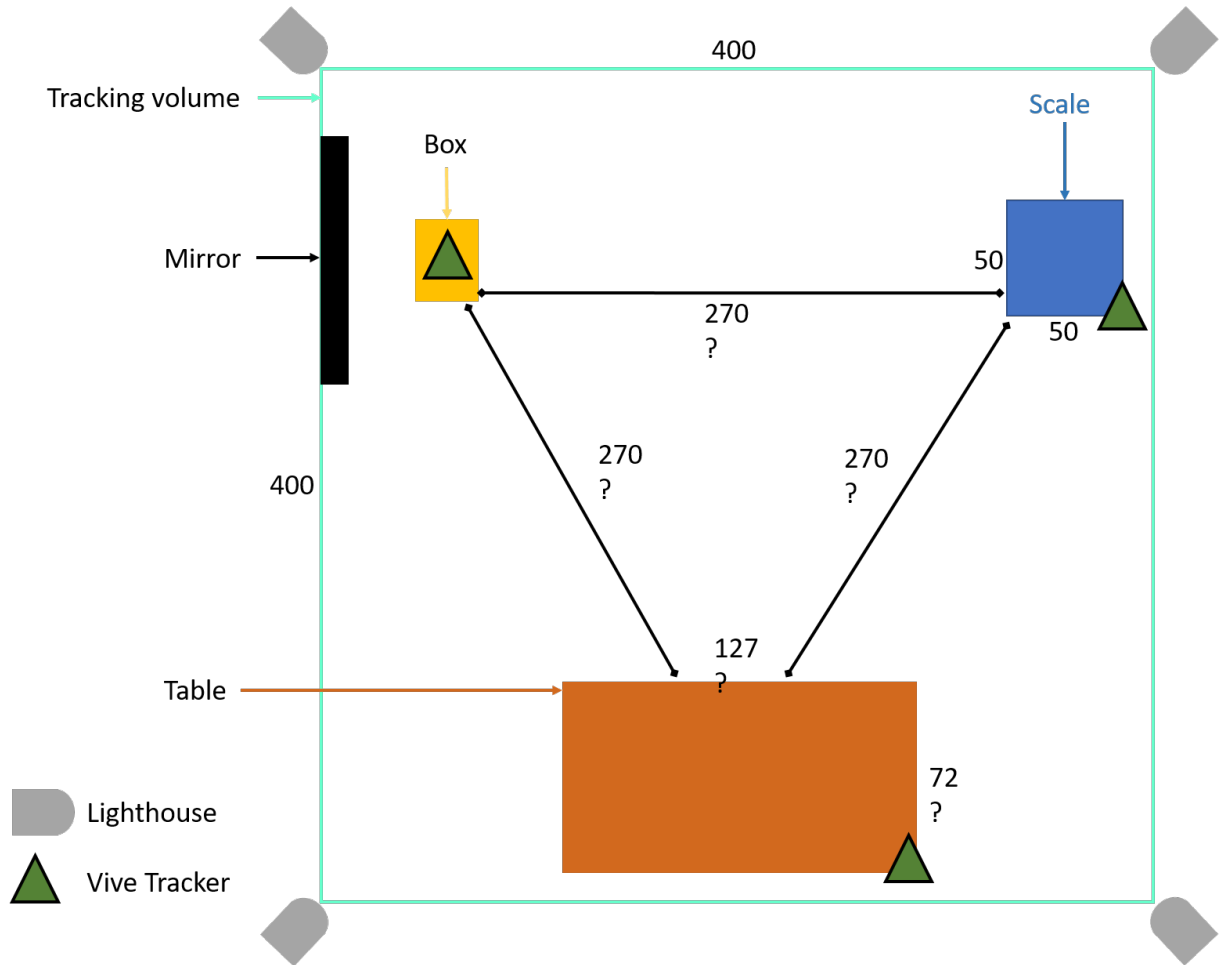 400
Tracking volume
Scale
Box
Mirror
50
270
?
50
270
?
270
?
400
127
?
Table
72
?
Lighthouse
Vive Tracker